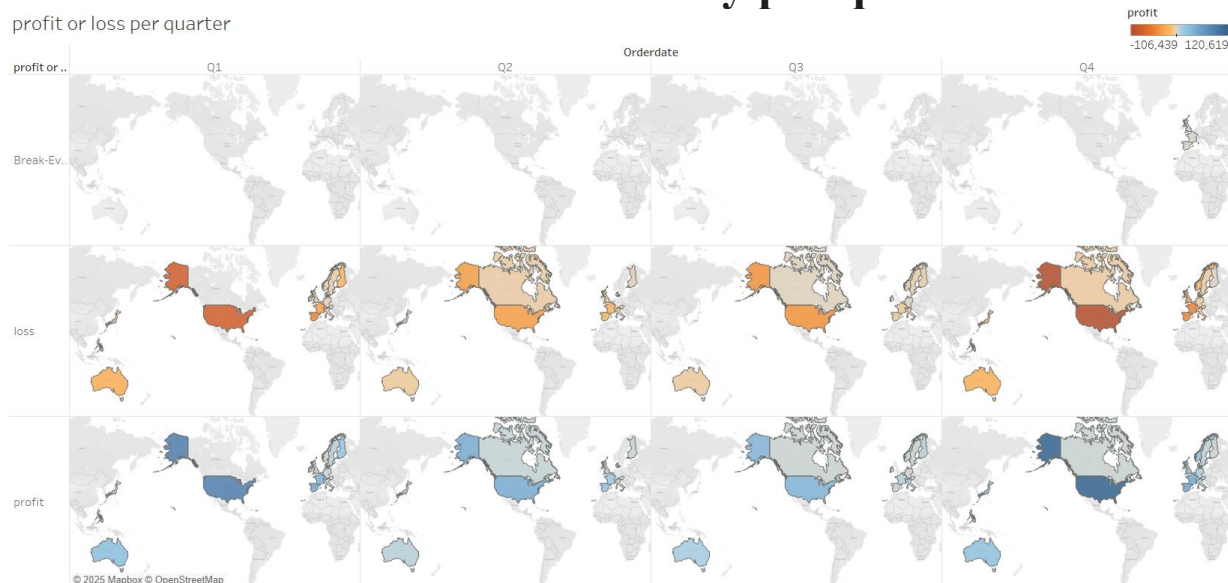 profit or loss per quarter
profit
-106,439 120,619
Orderdate
profit or ..
Q1 Q2 Q3 Q4
Break-Ev..
loss
profit
© 2025 Mapbox © OpenStreetMap